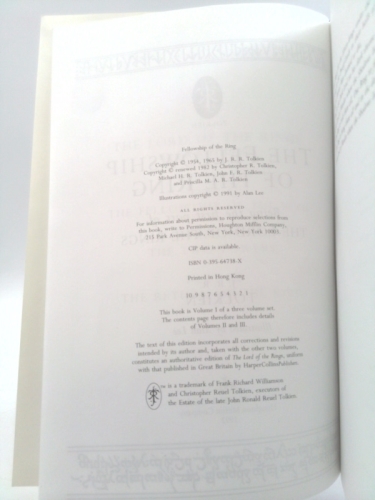 Fellowship of the Ring
Copyright © 1954, 1965 by J. R. R. Tolkien
Copyright © renewed 1982 by Christopher R. Tolkien,
Michael H. R. Tolkien, John F. R. Tolkien
and Priscilla M. A. R. Tolkien
Illustrations copyright © 1991 by Alan Lee
ALL RIGHTS RESERVED
For information about permission to reproduce selections from
this book, write to Permissions, Houghton Mifflin Company,
215 Park Avenue South, New York, New York 10003.
CIP data is available.
ISBN 0-395-64738-X
Printed in Hong Kong
10 9 8 7 6 5 4 3 2 1
This book is Volume I of a three volume set.
The contents page therefore includes details
of Volumes II and III.
The text of this edition incorporates all corrections and revisions
intended by its author and, taken with the other two volumes,
constitutes an authoritative edition of The Lord of the Rings, uniform
with that published in Great Britain by HarperCollinsPublishers.
™ is a trademark of Frank Richard Williamson
and Christopher Reuel Tolkien, executors of
the Estate of the late John Ronald Reuel Tolkien